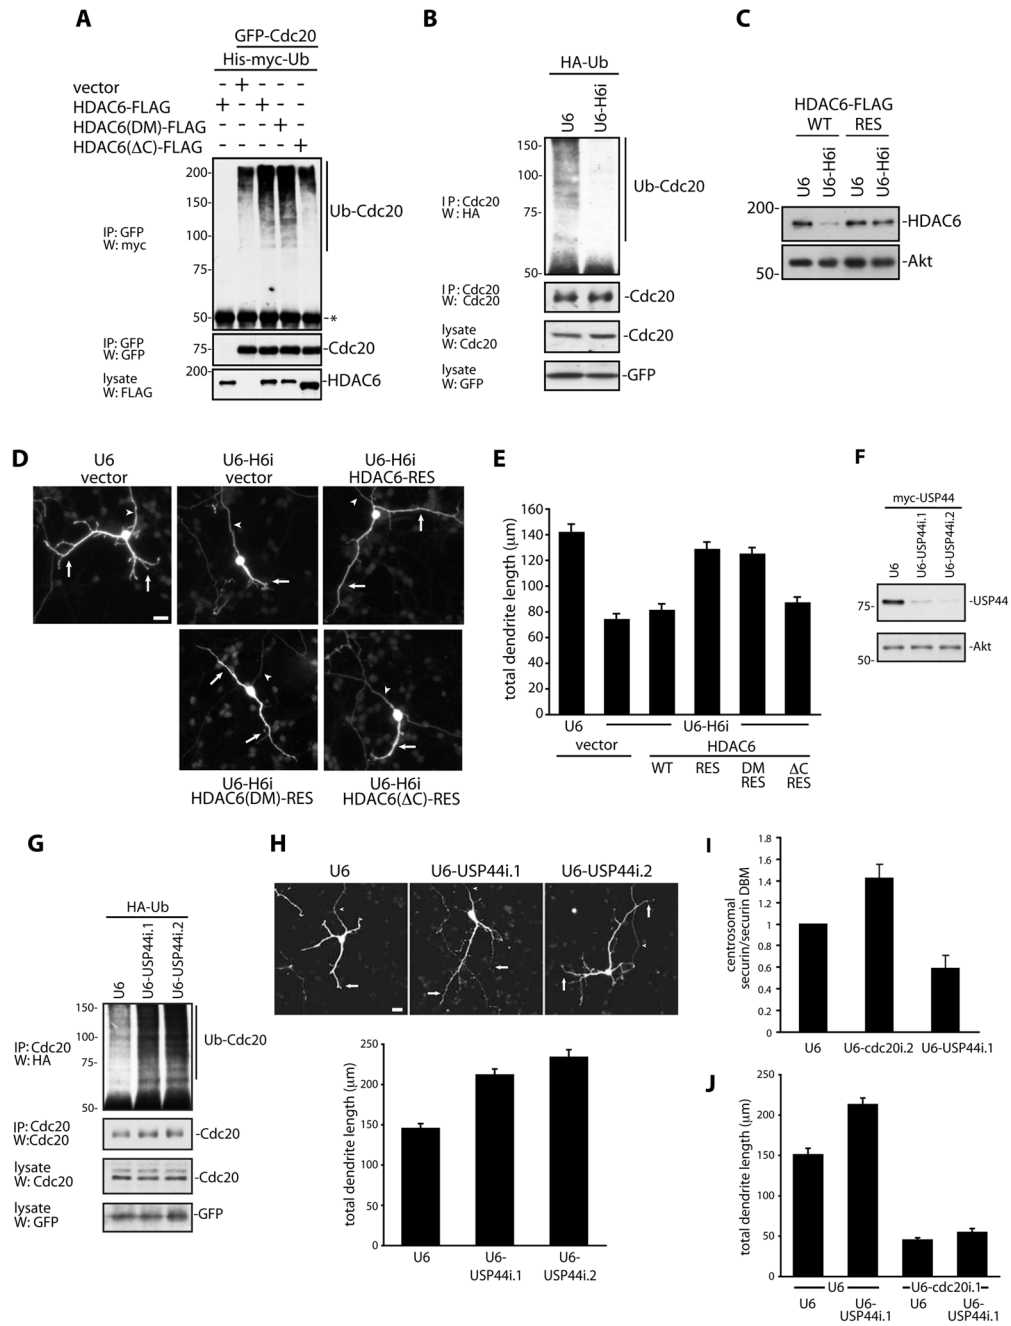 A
GFP-Cdc20
His-myc-Ub
vector - + - - -
HDAC6-FLAG + - + - -
HDAC6(DM)-FLAG - - - + -
HDAC6(ΔC)-FLAG - - - - +
200-
150-
100-
75-
50-
IP: GFP
W: myc
Ub-Cdc20
-*
IP: GFP
W: GFP
75-
-Cdc20
200-
lysate
W: FLAG
-HDAC6
B
HA-Ub
U6
U6-H6i
150-
100-
75-
50-
IP: Cdc20
W: HA
Ub-Cdc20
IP: Cdc20
W: Cdc20
-Cdc20
lysate
W: Cdc20
-Cdc20
lysate
W: GFP
-GFP
C
HDAC6-FLAG
WT RES
U6
U6-H6i
U6
U6-H6i
200-
-HDAC6
50-
-Akt
D
U6
vector
U6-H6i
vector
U6-H6i
HDAC6-RES
U6-H6i
HDAC6(DM)-RES
U6-H6i
HDAC6(ΔC)-RES
E
total dendrite length (μm)
160
140
120
100
80
60
40
20
0
U6 U6-H6i
vector HDAC6
WT RES DM RES ΔC RES
F
myc-USP44
U6
U6-USP44i.1
U6-USP44i.2
75-
-USP44
50-
-Akt
G
HA-Ub
U6
U6-USP44i.1
U6-USP44i.2
150-
100-
75-
50-
IP: Cdc20
W: HA
Ub-Cdc20
IP: Cdc20
W:Cdc20
-Cdc20
lysate
W: Cdc20
-Cdc20
lysate
W: GFP
-GFP
H
U6 U6-USP44i.1 U6-USP44i.2
total dendrite length (μm)
250
200
150
100
50
0
U6
U6-
USP44i.1
U6-
USP44i.2
I
centrosomal
securin/securin DBM
1.8
1.6
1.4
1.2
1
0.8
0.6
0.4
0.2
0
U6 U6-cdc20i.2 U6-USP44i.1
J
total dendrite length (μm)
250
200
150
100
50
0
U6 U6-cdc20i.1
U6 U6-USP44i.1 U6 U6-USP44i.1